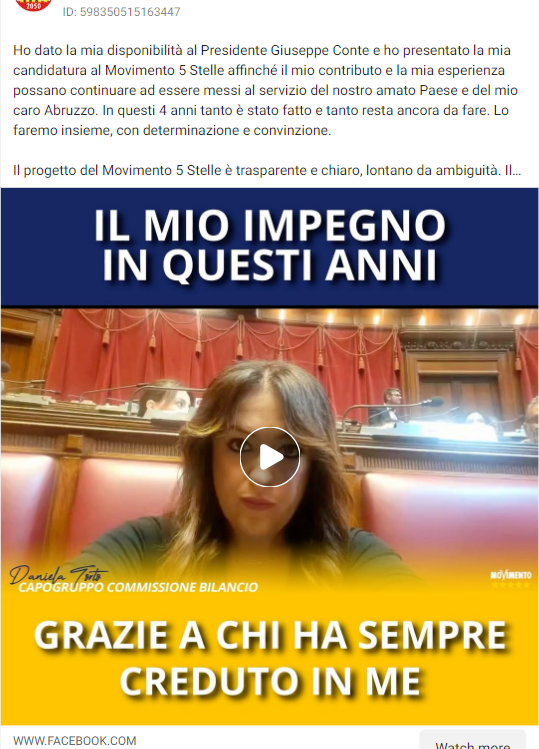 2050
ID: 598350515163447
Ho dato la mia disponibilità al Presidente Giuseppe Conte e ho presentato la mia
candidatura al Movimento 5 Stelle affinché il mio contributo e la mia esperienza
possano continuare ad essere messi al servizio del nostro amato Paese e del mio
caro Abruzzo. In questi 4 anni tanto è stato fatto e tanto resta ancora da fare. Lo
faremo insieme, con determinazione e convinzione.
Il progetto del Movimento 5 Stelle è trasparente e chiaro, lontano da ambiguità. Il...
IL MIO IMPEGNO
IN QUESTI ANNI
Daniela Torto
CAPOGRUPPO COMMISSIONE BILANCIO
MOVIMENTO
GRAZIE A CHI HA SEMPRE
CREDUTO IN ME
WWW.FACEBOOK.COM
Watch more